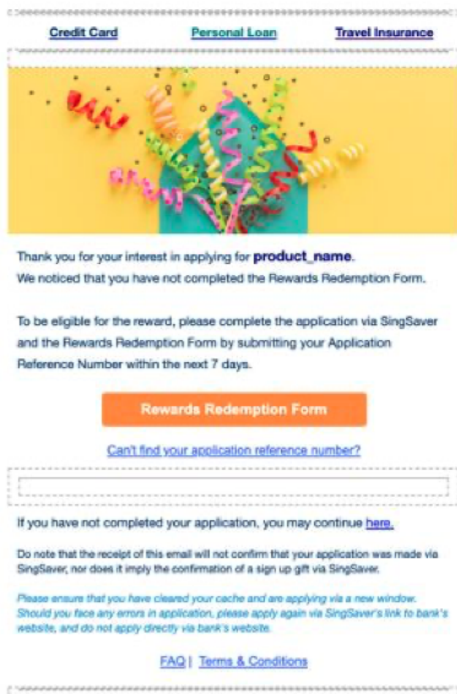 Credit Card Personal Loan Travel Insurance
Thank you for your interest in applying for product_name.
We noticed that you have not completed the Rewards Redemption Form.
To be eligible for the reward, please complete the application via SingSaver
and the Rewards Redemption Form by submitting your Application
Reference Number within the next 7 days.
Rewards Redemption Form
Can't find your application reference number?
If you have not completed your application, you may continue here.
Do note that the receipt of this email will not confirm that your application was made via
SingSaver, nor does it imply the confirmation of a sign up gift via SingSaver.
Please ensure that you have cleared your cache and are applying via a new window.
Should you face any errors in application, please apply again via SingSaver's link to bank's
website, and do not apply directly via bank's website.
FAQ | Terms & Conditions